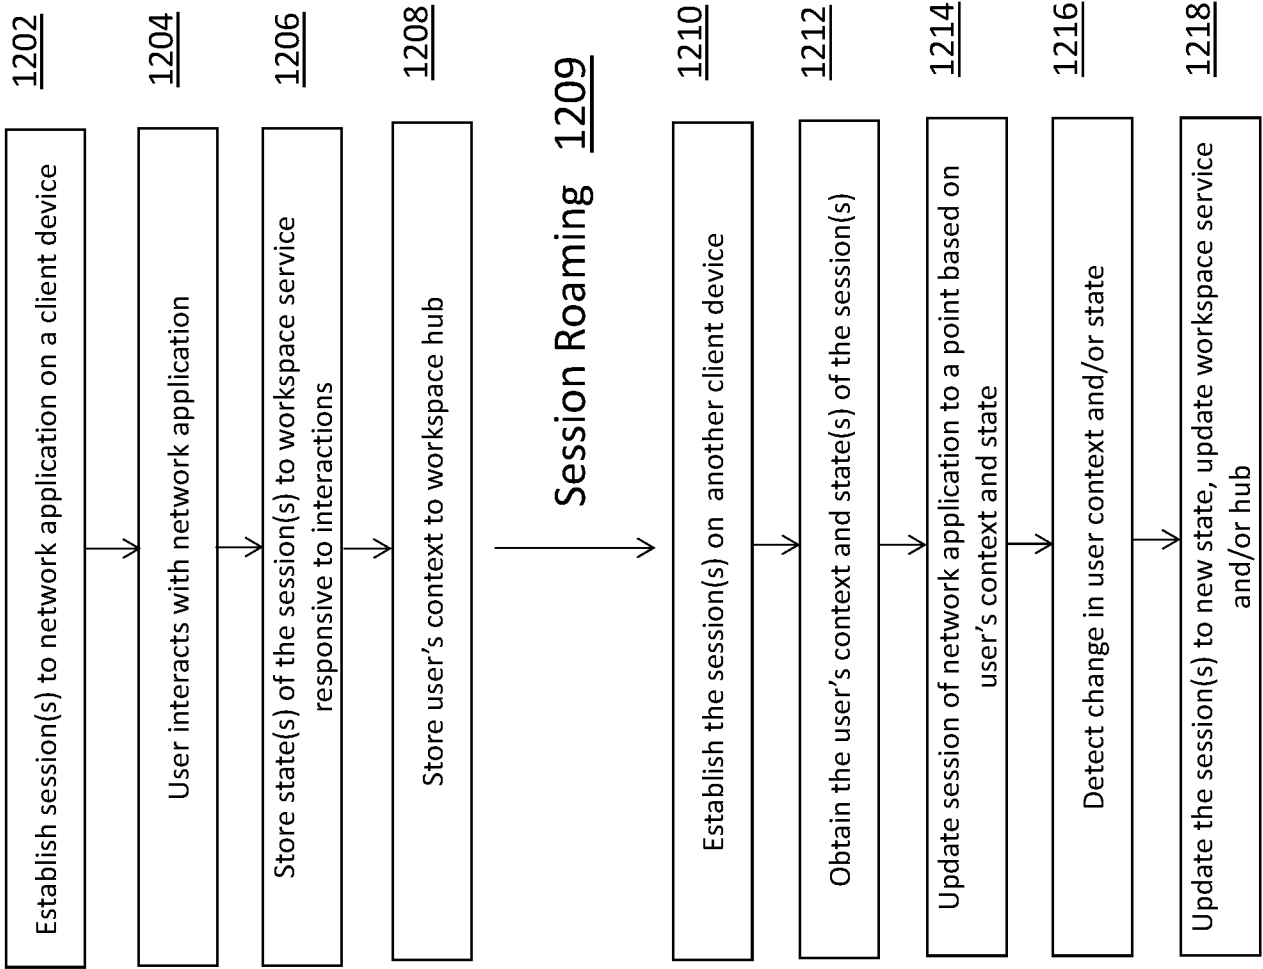 Establish session(s) to network application on a client device 1202
User interacts with network application 1204
Store state(s) of the session(s) to workspace service 1206
responsive to interactions
Store user's context to workspace hub 1208
Session Roaming 1209
Establish the session(s) on another client device 1210
Obtain the user's context and state(s) of the session(s) 1212
Update session of network application to a point based on 1214
user's context and state
Detect change in user context and/or state 1216
Update the session(s) to new state, update workspace service 1218
and/or hub